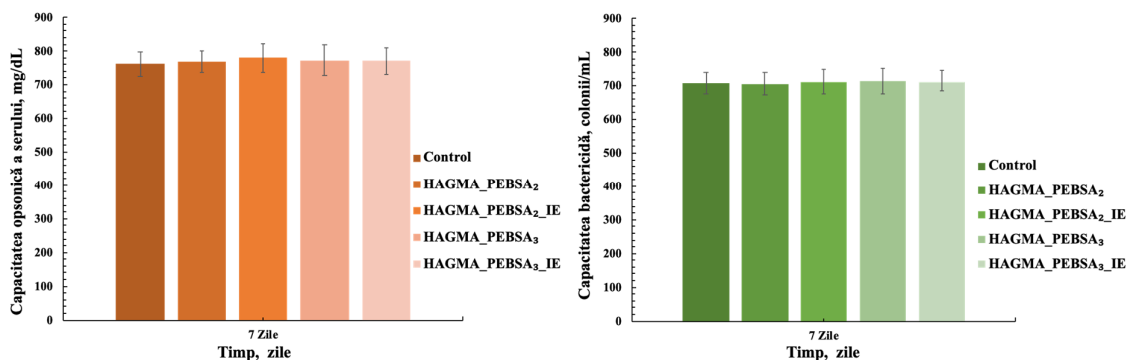 Capacitatea opsonică a serului, mg/dL
900
800
700
600
500
400
300
200
100
0
7 Zile
Timp, zile
Control
HAGMA_PEBSA₂
HAGMA_PEBSA₂_IE
HAGMA_PEBSA₃
HAGMA_PEBSA₃_IE
Capacitatea bactericidă, colonii/mL
900
800
700
600
500
400
300
200
100
0
7 Zile
Timp, zile
Control
HAGMA_PEBSA₂
HAGMA_PEBSA₂_IE
HAGMA_PEBSA₃
HAGMA_PEBSA₃_IE